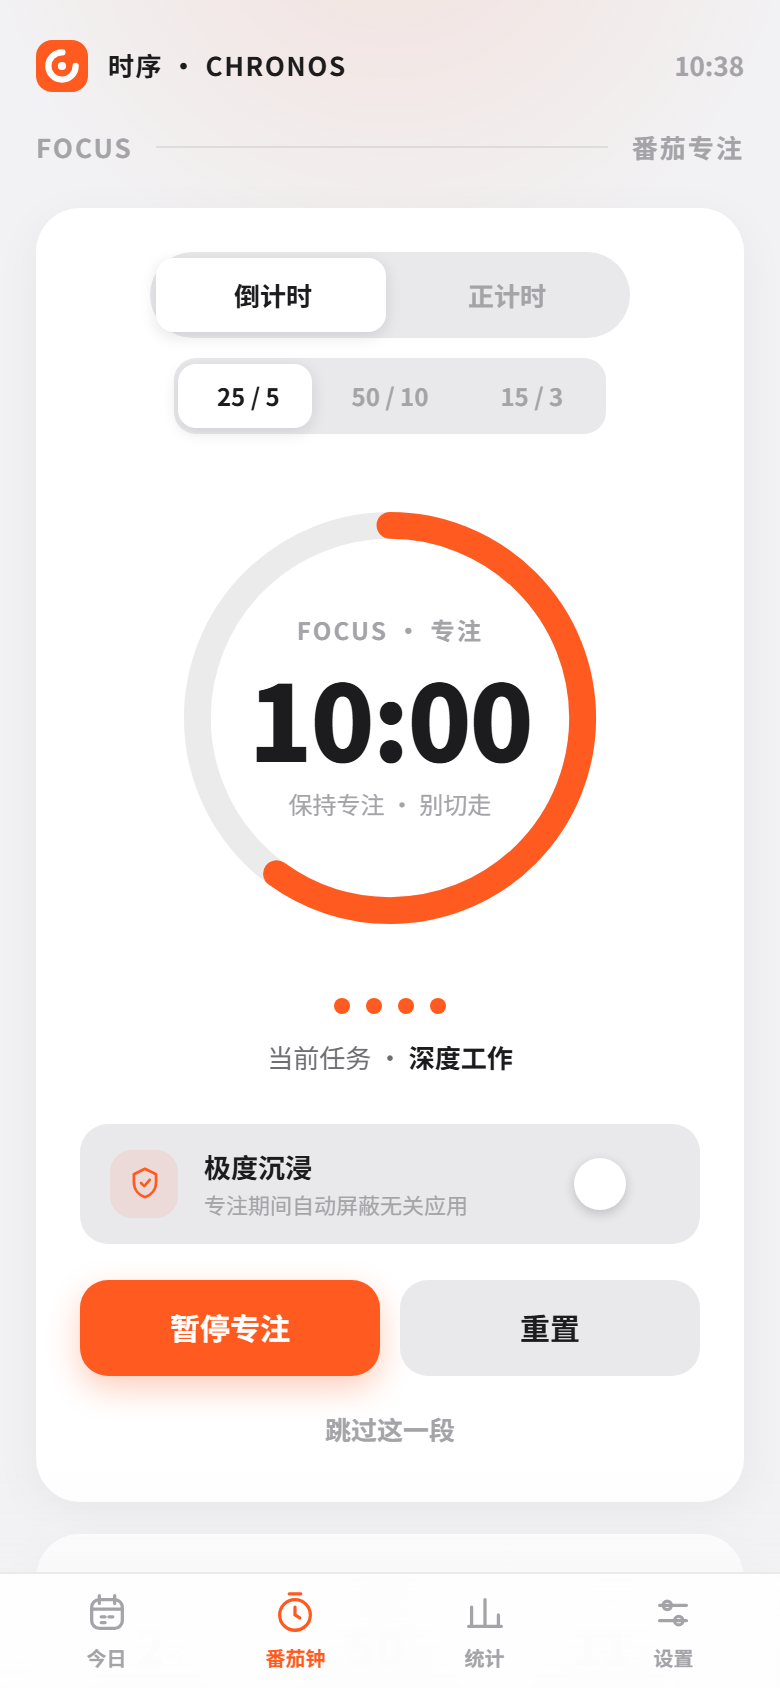 时序 · CHRONOS
10:38
FOCUS
番茄专注
倒计时
正计时
25 / 5
50 / 10
15 / 3
FOCUS · 专注
10:00
保持专注 · 别切走
当前任务 · 深度工作
极度沉浸
专注期间自动屏蔽无关应用
暂停专注
重置
跳过这一段
今日
番茄钟
统计
设置